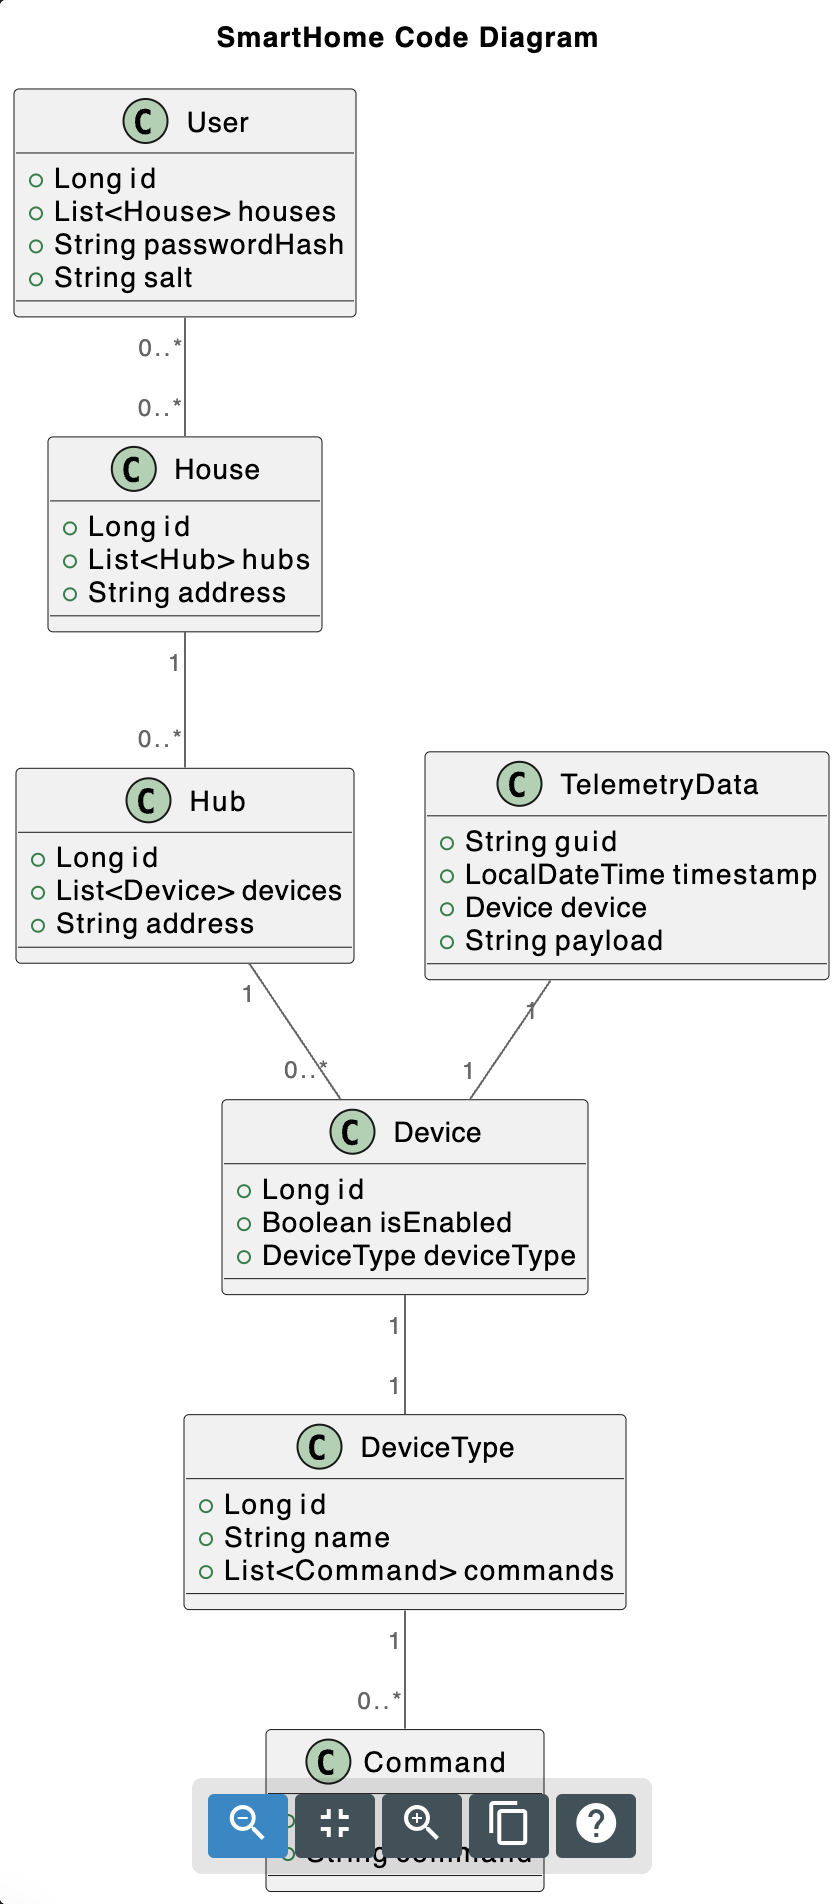 SmartHome Code Diagram
C User
Long id
List<House> houses
String passwordHash
String salt
0..*
0..*
C House
Long id
List<Hub> hubs
String address
1
0..*
C Hub
Long id
List<Device> devices
String address
C TelemetryData
String guid
LocalDateTime timestamp
Device device
String payload
1
0..*
1
1
C Device
Long id
Boolean isEnabled
DeviceType deviceType
1
1
C DeviceType
Long id
String name
List<Command> commands
1
0..*
C Command
String command
?